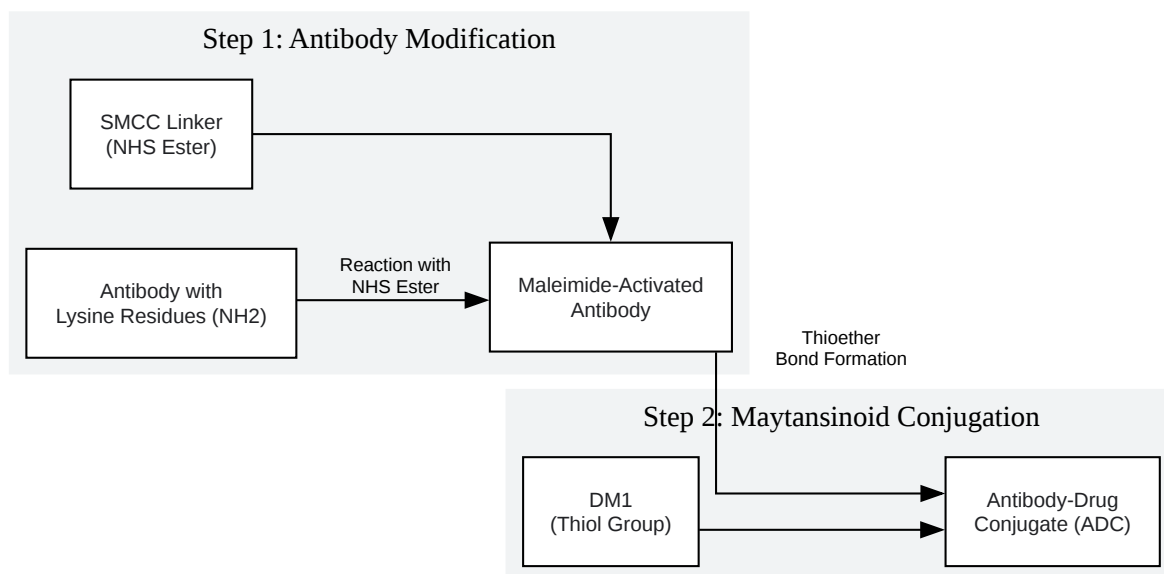 Step 1: Antibody Modification
SMCC Linker
(NHS Ester)
Antibody with
Lysine Residues (NH2)
Reaction with
NHS Ester
Maleimide-Activated
Antibody
Thioether
Bond Formation
Step 2: Maytansinoid Conjugation
DM1
(Thiol Group)
Antibody-Drug
Conjugate (ADC)